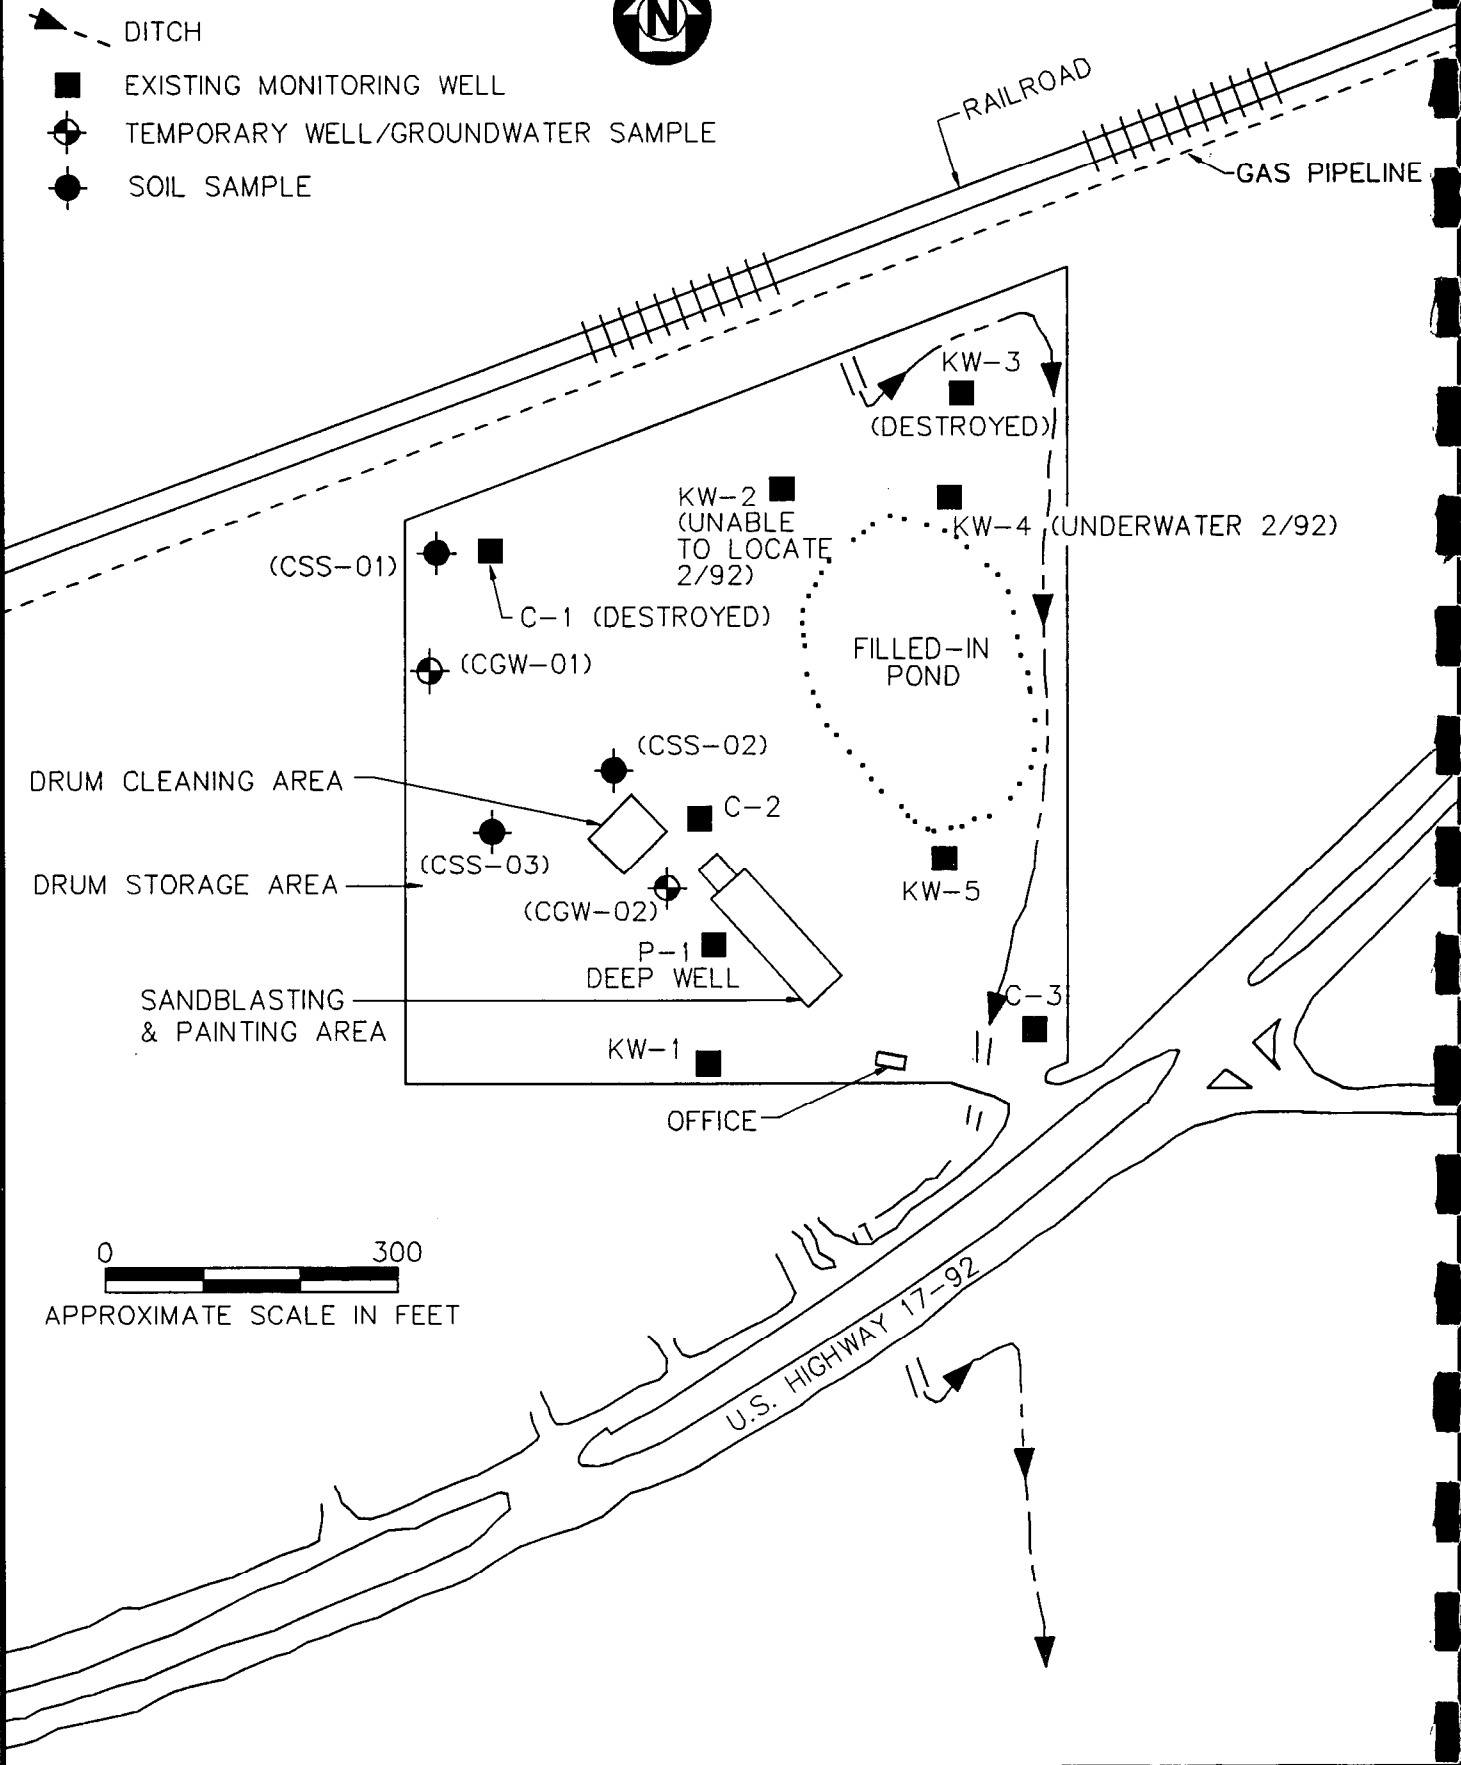 N
DITCH
EXISTING MONITORING WELL
TEMPORARY WELL/GROUNDWATER SAMPLE
SOIL SAMPLE
RAILROAD
GAS PIPELINE
KW-3
(DESTROYED)
KW-2
(UNABLE
TO LOCATE
2/92)
KW-4 (UNDERWATER 2/92)
(CSS-01)
C-1 (DESTROYED)
(CGW-01)
FILLED-IN
POND
(CSS-02)
DRUM CLEANING AREA
C-2
(CSS-03)
DRUM STORAGE AREA
KW-5
(CGW-02)
P-1
DEEP WELL
SANDBLASTING
& PAINTING AREA
C-3
KW-1
OFFICE
0 300
APPROXIMATE SCALE IN FEET
U.S. HIGHWAY 17-92